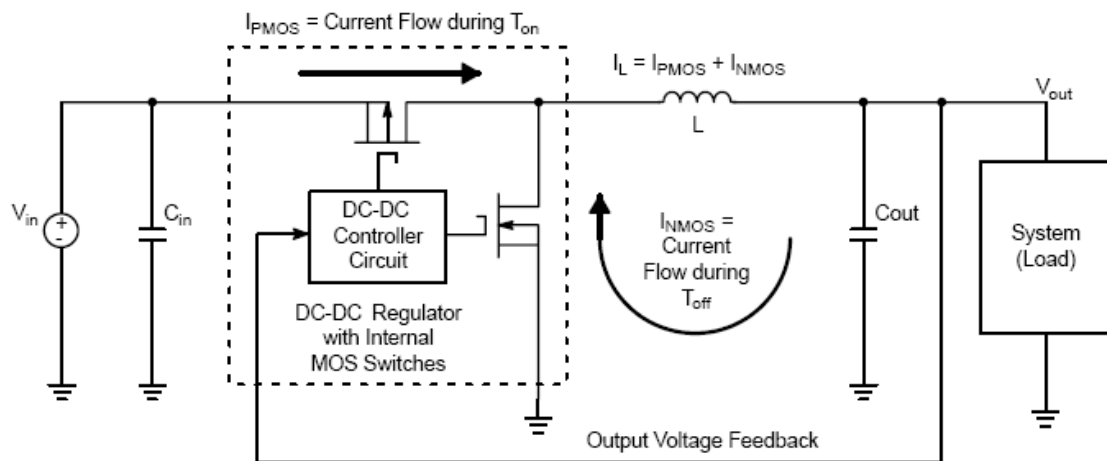 I_PMOS = Current Flow during T_on
I_L = I_PMOS + I_NMOS
V_out
L
V_in
+
-
C_in
DC-DC
Controller
Circuit
I_NMOS =
Current
Flow during
T_off
Cout
System
(Load)
DC-DC Regulator
with Internal
MOS Switches
Output Voltage Feedback